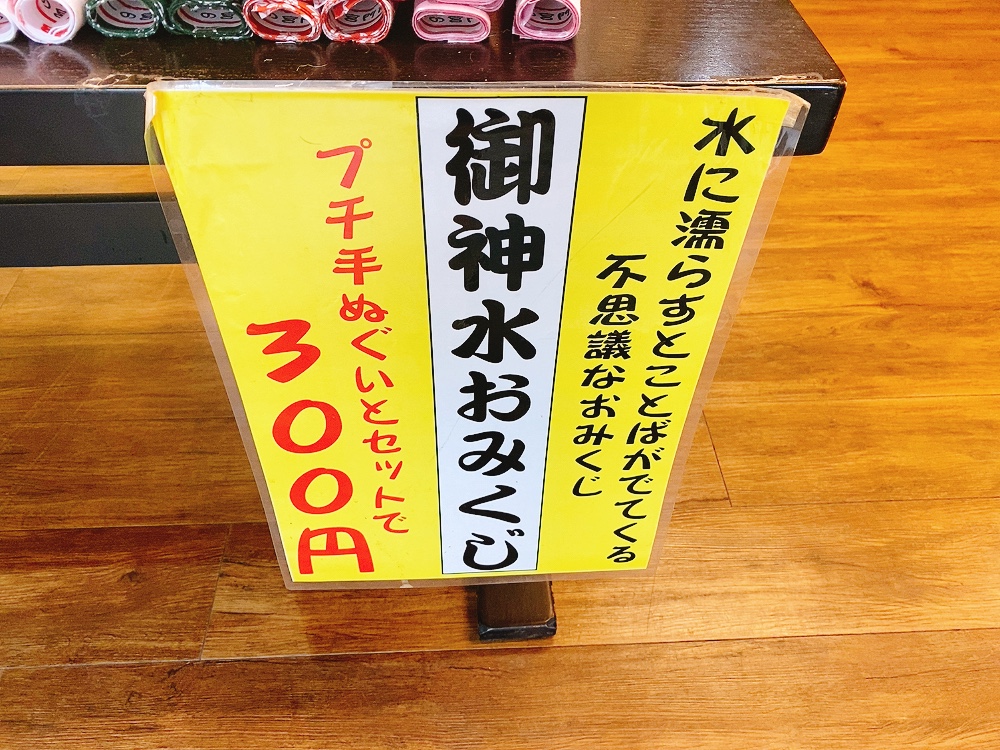 水に濡らすとことばがでてくる
不思議なおみくじ
御神水おみくじ
プチ手ぬぐいとセットで
300円